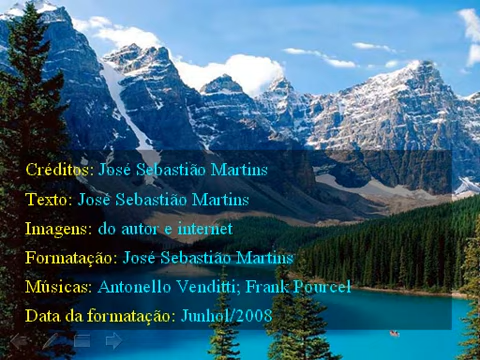 Créditos: José Sebastião Martins
Texto: José Sebastião Martins
Imagens: do autor e internet
Formatação: José Sebastião Martins
Músicas: Antonello Venditti; Frank Pourcel
Data da formatação: Junhol/2008